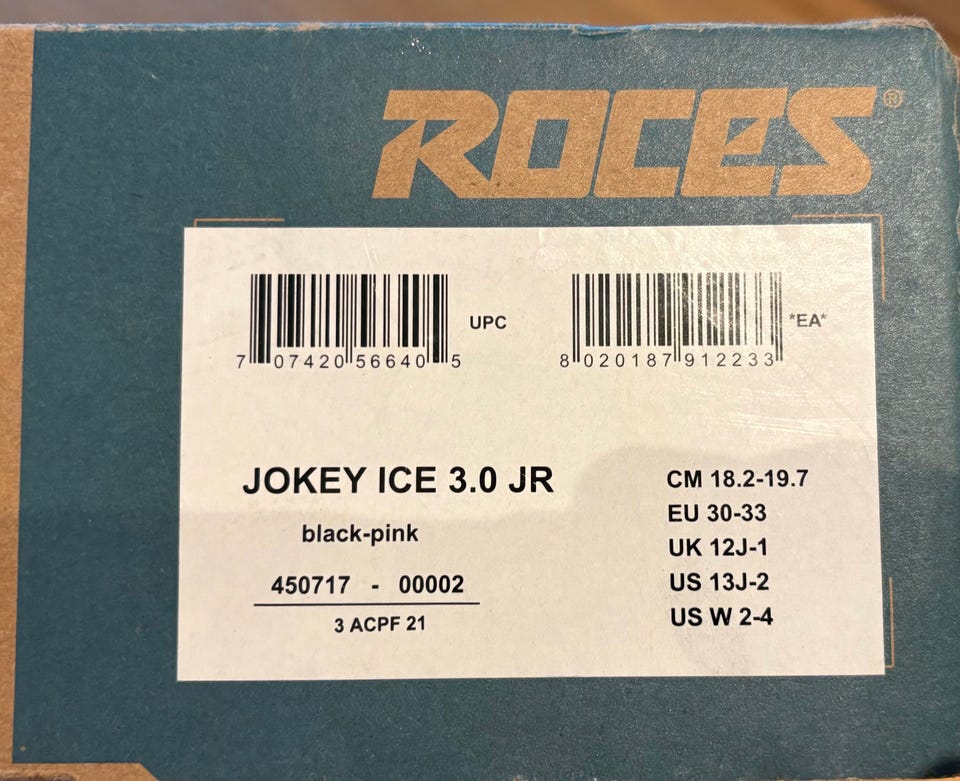 ROCES®
7 07420 56640 5 UPC
8 020187 912233 *EA*
JOKEY ICE 3.0 JR
black-pink
450717 - 00002
3 ACPF 21
CM 18.2-19.7
EU 30-33
UK 12J-1
US 13J-2
US W 2-4